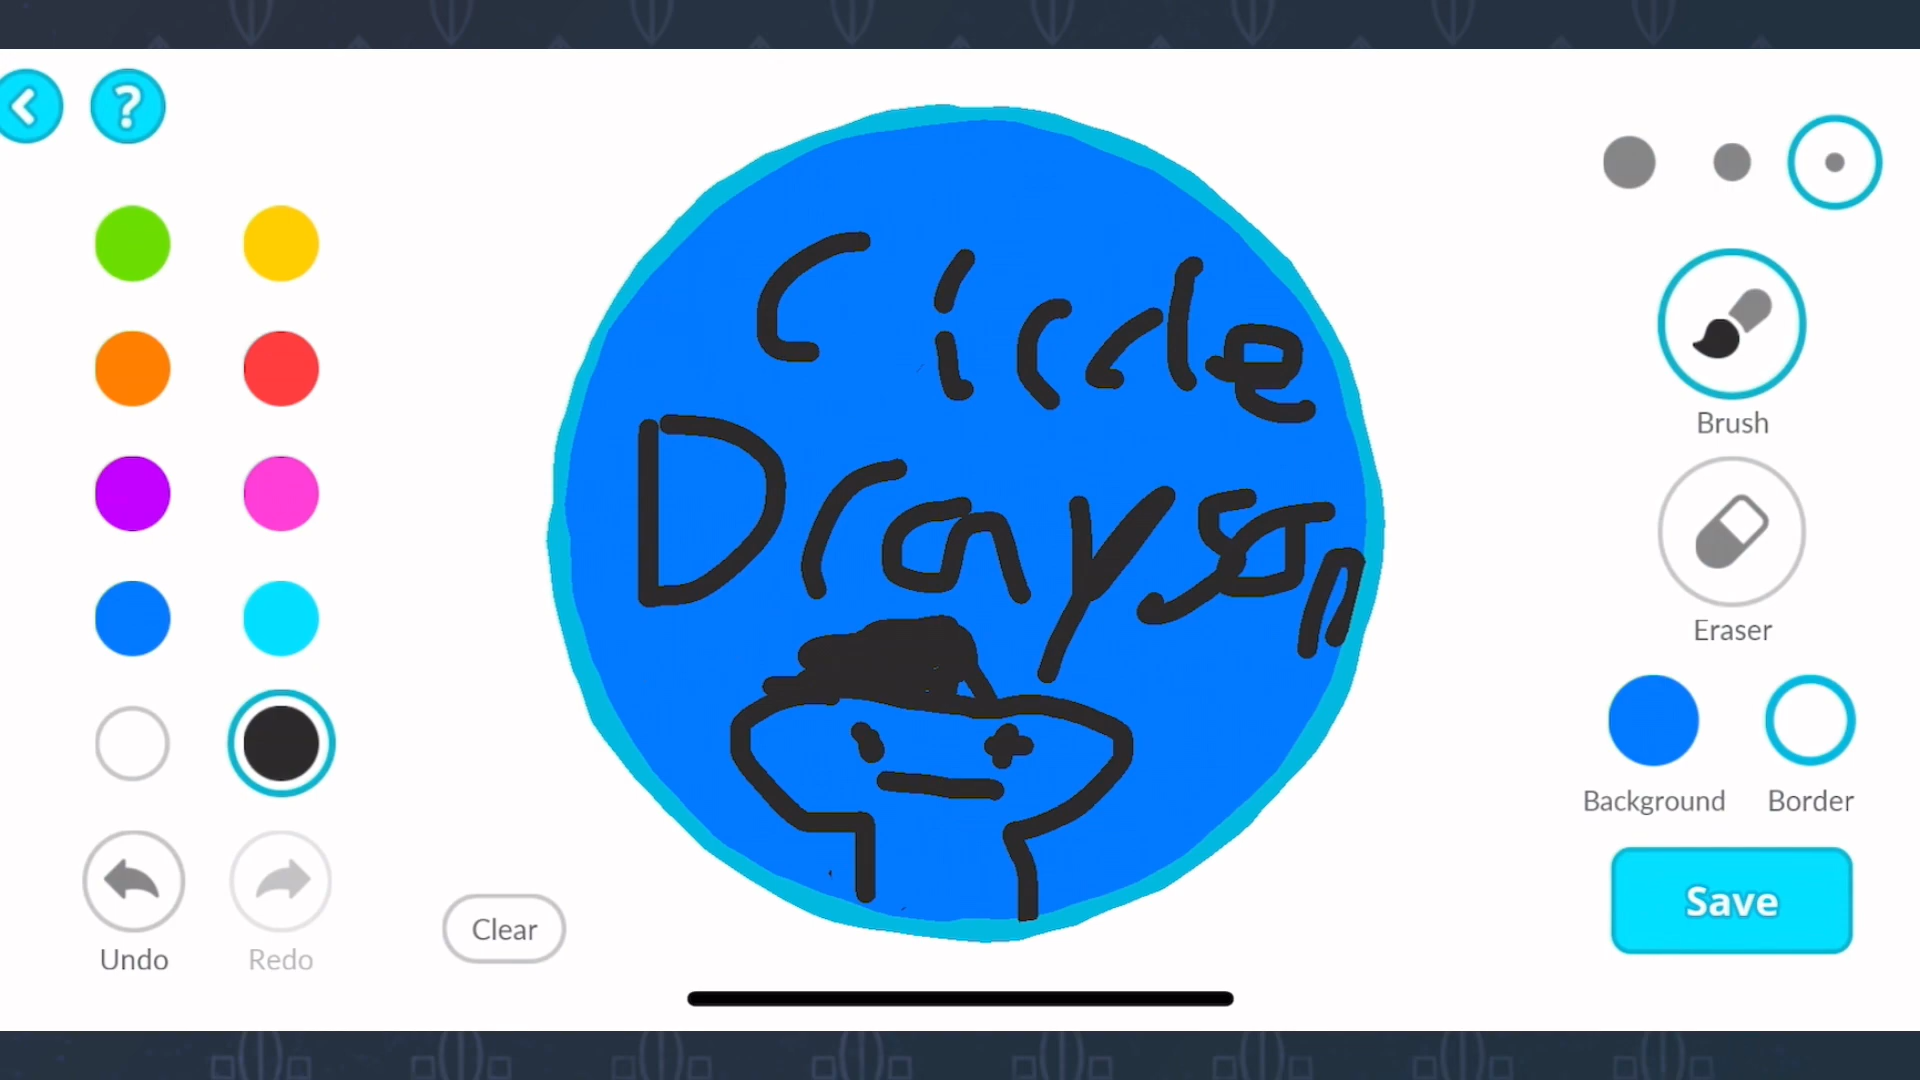 ?
Circle
Drayson
Brush
Eraser
Background Border
Save
Clear
Undo Redo